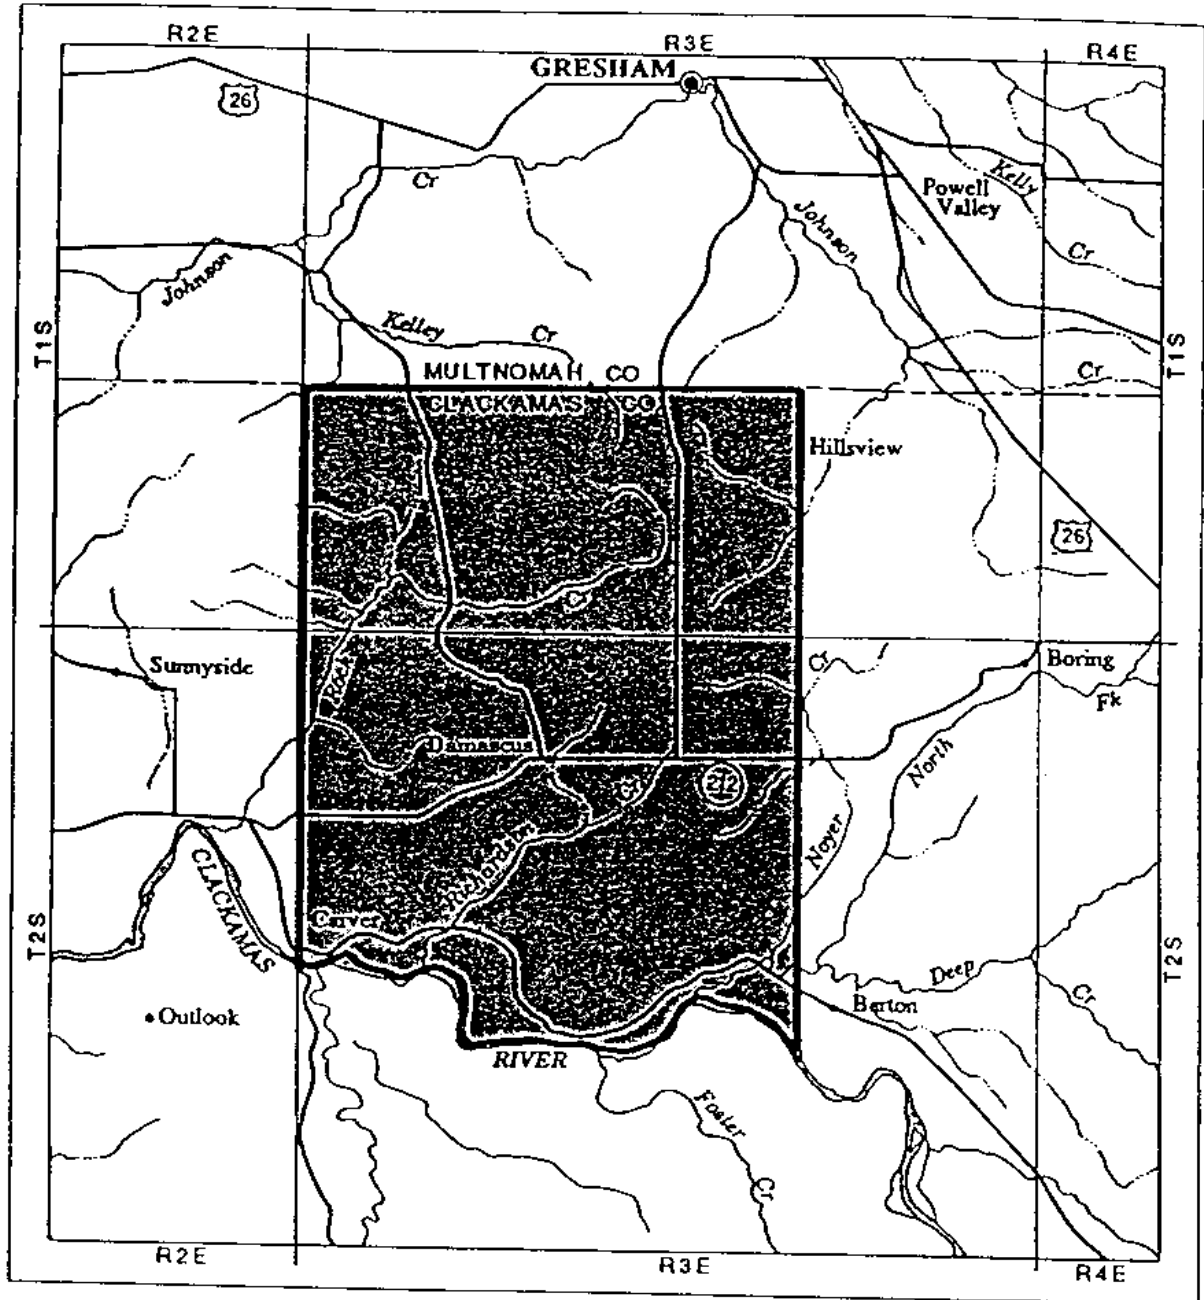 R2E
R3E
R4E
GRESHAM
26
Cr
Kelly
Powell
Valley
Johnson
Cr
Johnson
T1S
T1S
Kelley
Cr
MULTNOMAH CO
Cr
CLACKAMAS CO
Hillsview
26
Cr
Sunnyside
Rock
Cr
Boring
Fk
Damascus
North
212
Cr
Noyer
CLACKAMAS
Carver
T2S
T2S
Deep
Cr
Outlook
Barton
RIVER
Foster
Cr
R2E
R3E
R4E